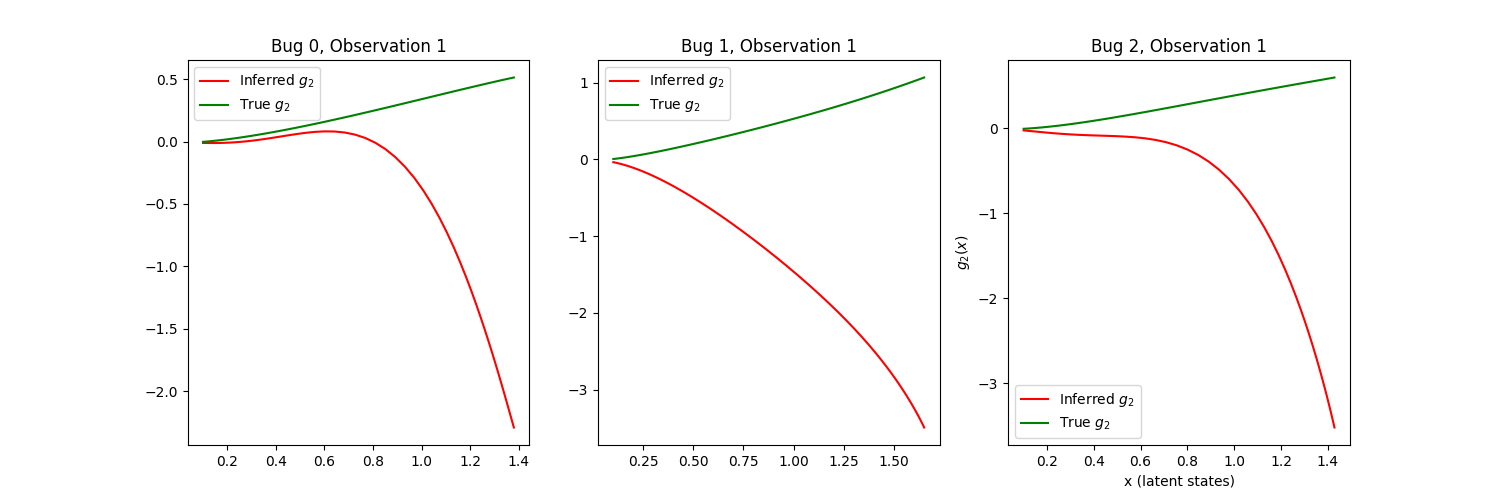 Bug 0, Observation 1
Inferred g₂
True g₂
0.5
0.0
−0.5
−1.0
−1.5
−2.0
0.2 0.4 0.6 0.8 1.0 1.2 1.4
Bug 1, Observation 1
Inferred g₂
True g₂
1
0
−1
−2
−3
0.25 0.50 0.75 1.00 1.25 1.50
Bug 2, Observation 1
0
−1
−2
−3
g₂(x)
Inferred g₂
True g₂
0.2 0.4 0.6 0.8 1.0 1.2 1.4
x (latent states)